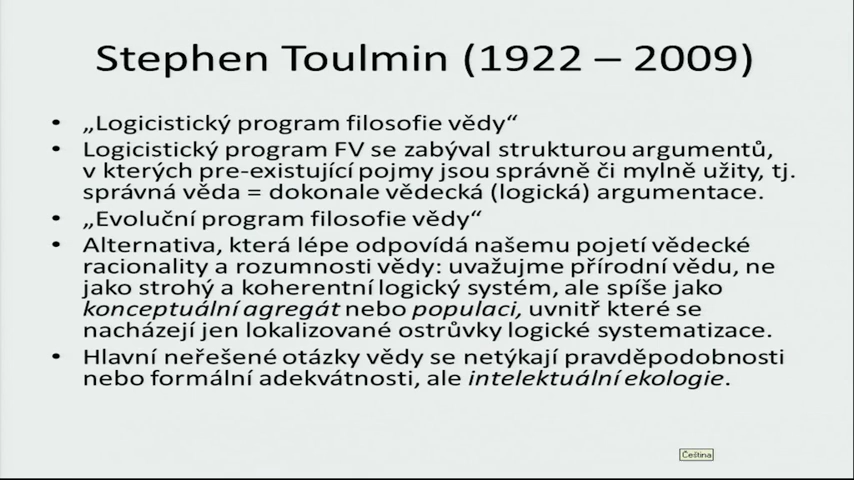 Stephen Toulmin (1922 – 2009)
• „Logicistický program filosofie vědy“
• Logicistický program FV se zabýval strukturou argumentů,
v kterých pre-existující pojmy jsou správně či mylně užity, tj.
správná věda = dokonale vědecká (logická) argumentace.
• „Evoluční program filosofie vědy“
• Alternativa, která lépe odpovídá našemu pojetí vědecké
racionality a rozumnosti vědy: uvažujme přírodní vědu, ne
jako strohý a koherentní logický systém, ale spíše jako
konceptuální agregát nebo populaci, uvnitř které se
nacházejí jen lokalizované ostrůvky logické systematizace.
• Hlavní neřešené otázky vědy se netýkají pravděpodobnosti
nebo formální adekvátnosti, ale intelektuální ekologie.
Čeština